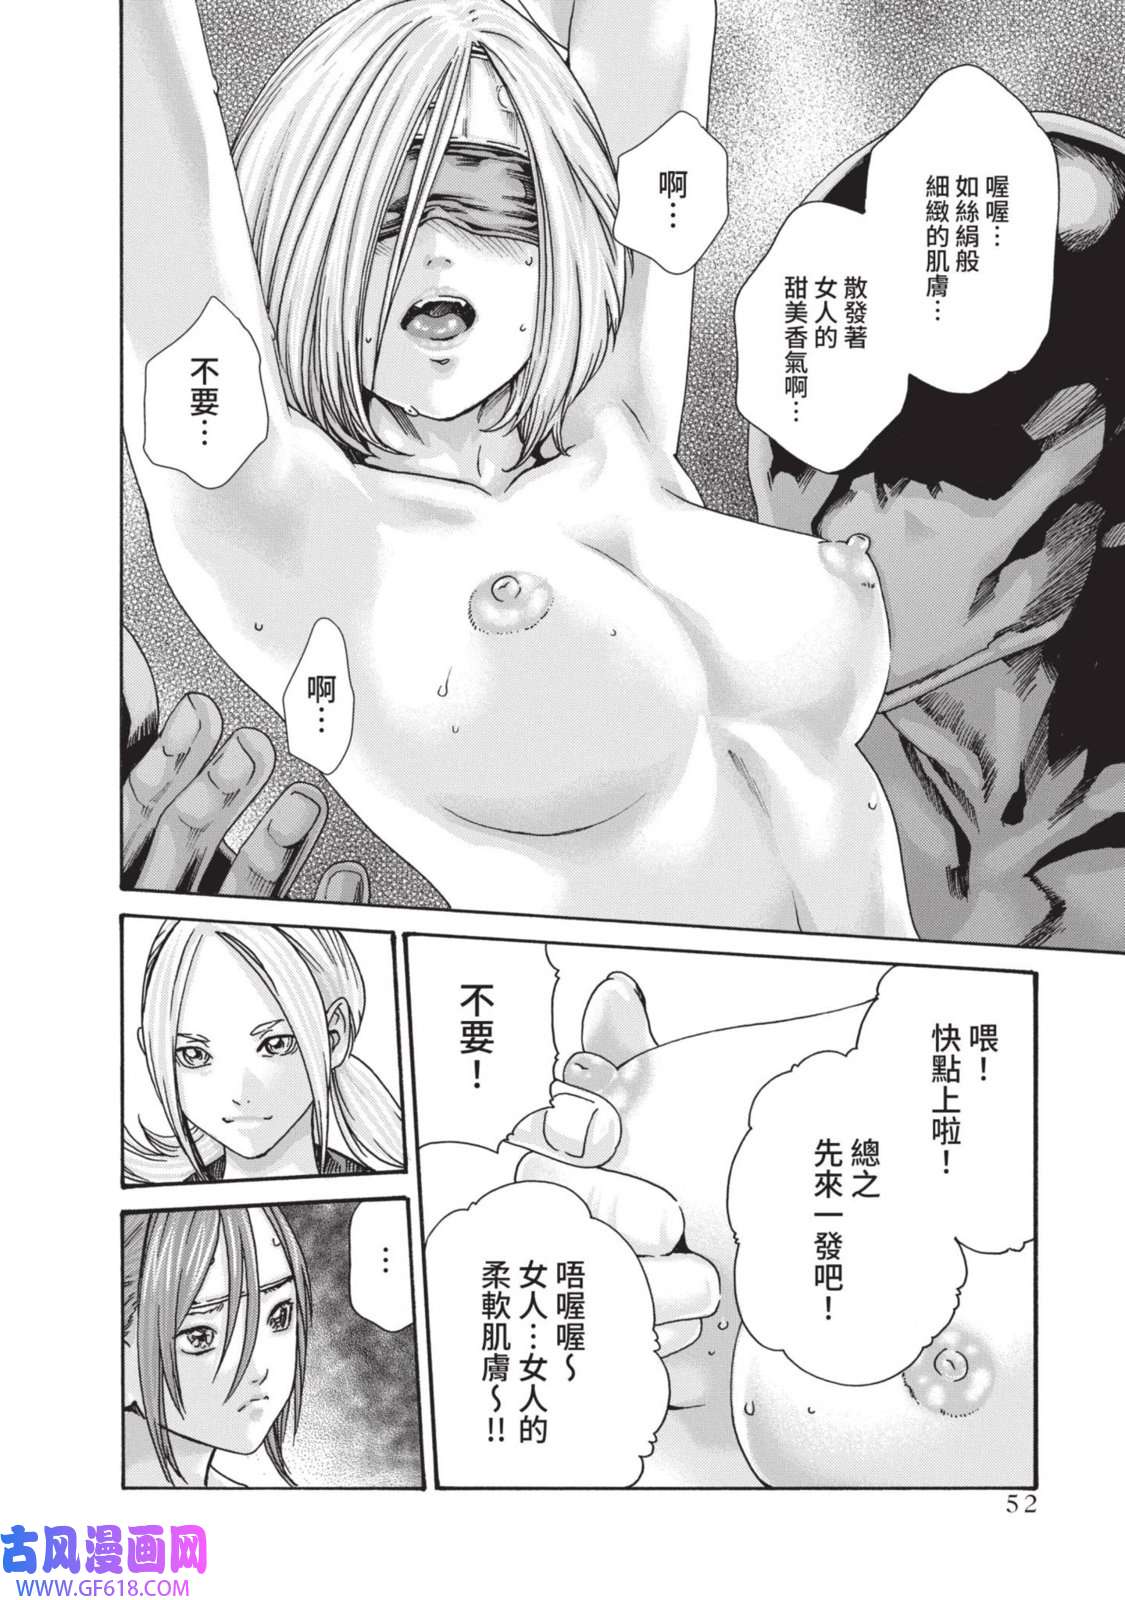 喔喔…
如絲絹般
細緻的肌膚…
散發著
女人的
甜美香氣啊…
啊…
不要…
啊…
喂！
快點上啦！
總之
先來一發吧！
不要！
唔喔喔～
女人…女人的
柔軟肌膚～!!
…
52
古风漫画网
WWW.GF618.COM